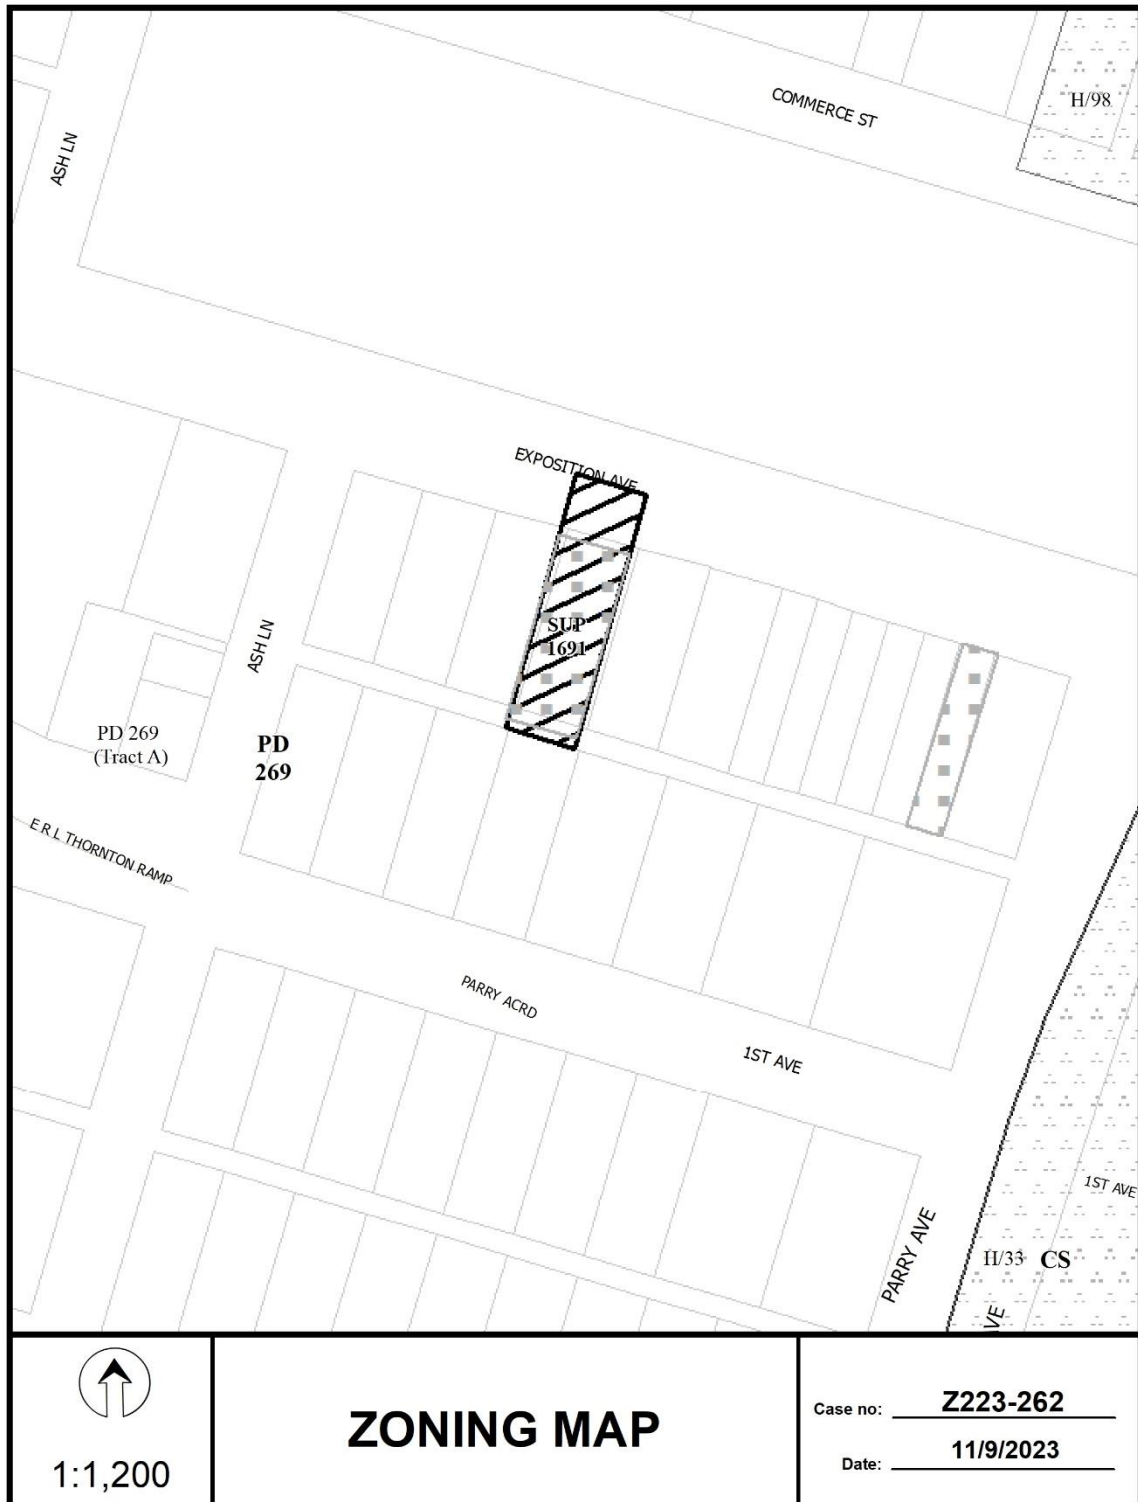 COMMERCE ST
H/98
ASH LN
EXPOSITION AVE
SUP
1691
ASH LN
PD 269
(Tract A)
PD
269
E R L THORNTON RAMP
PARRY ACRD
1ST AVE
1ST AVE
PARRY AVE
H/33
CS
VE
1:1,200
ZONING MAP
Case no: Z223-262
Date: 11/9/2023